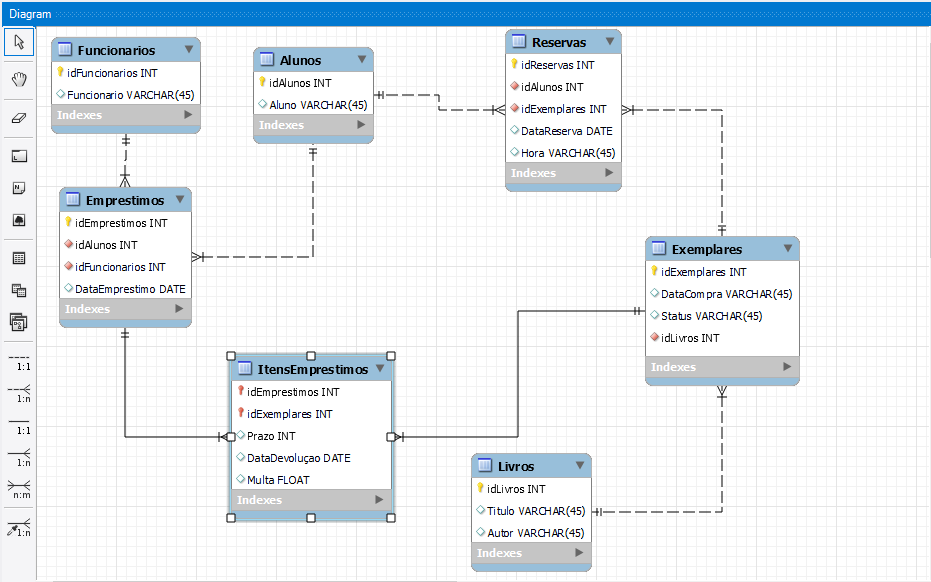 Diagram
Funcionarios
idFuncionarios INT
Funcionario VARCHAR(45)
Indexes
Alunos
idAlunos INT
Aluno VARCHAR(45)
Indexes
Reservas
idReservas INT
idAlunos INT
idExemplares INT
DataReserva DATE
Hora VARCHAR(45)
Indexes
Emprestimos
idEmprestimos INT
idAlunos INT
idFuncionarios INT
DataEmprestimo DATE
Indexes
Exemplares
idExemplares INT
DataCompra VARCHAR(45)
Status VARCHAR(45)
idLivros INT
Indexes
ItensEmprestimos
idEmprestimos INT
idExemplares INT
Prazo INT
DataDevoluçao DATE
Multa FLOAT
Indexes
Livros
idLivros INT
Titulo VARCHAR(45)
Autor VARCHAR(45)
Indexes
1:1
1:n
1:1
1:n
n:m
1:n